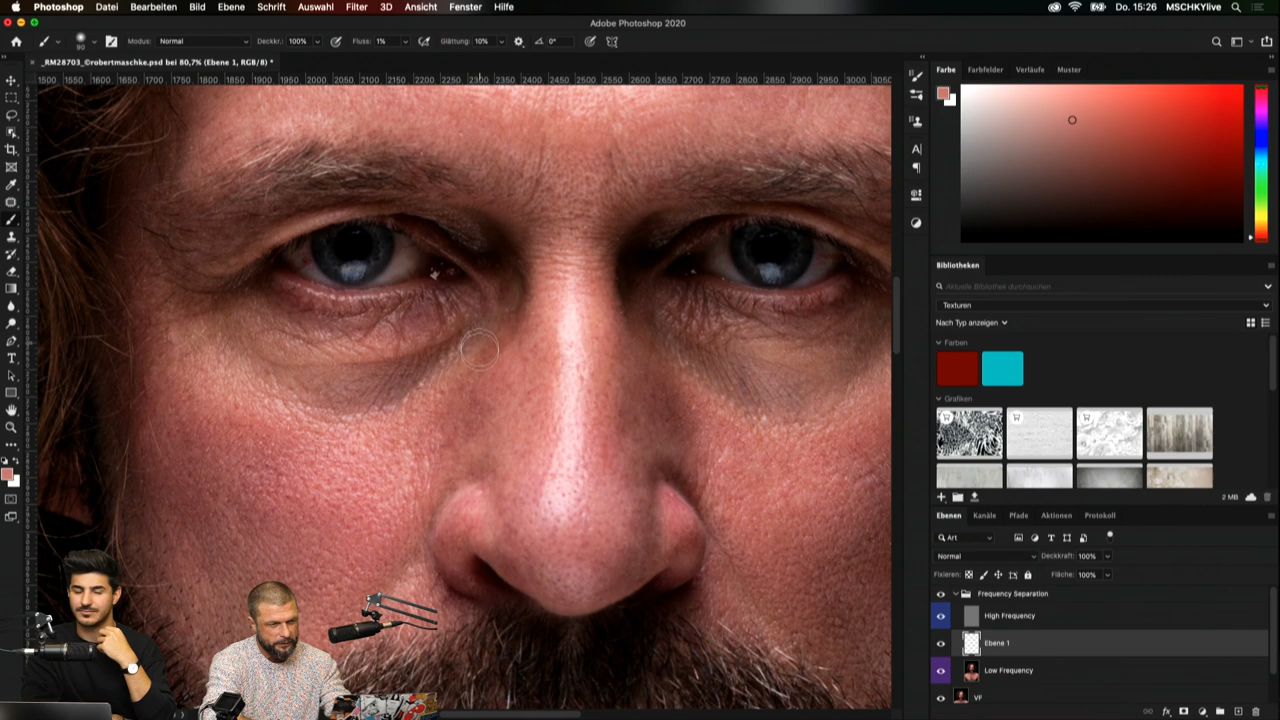 Photoshop Datei Bearbeiten Bild Ebene Schrift Auswahl Filter 3D Ansicht Fenster Hilfe Do. 15:26 MSCHKYlive
Adobe Photoshop 2020
90 Modus: Normal Deckkr.: 100% Fluss: 1% Glättung: 10% 0°
_RM28703_©robertmaschke.psd bei 80,7% (Ebene 1, RGB/8) *
1500 1550 1600 1650 1700 1750 1800 1850 1900 1950 2000 2050 2100 2150 2200 2250 2300 2350 2400 2450 2500 2550 2600 2650 2700 2750 2800 2850 2900 2950 3000 3050
Farbe Farbfelder Verläufe Muster
Bibliotheken
Aktuelle Bibliothek durchsuchen
Texturen
Nach Typ anzeigen
Farben
Grafiken
2 MB
Ebenen Kanäle Pfade Aktionen Protokoll
Art
Normal Deckkraft: 100%
Fixieren: Fläche: 100%
Frequency Separation
High Frequency
Ebene 1
Low Frequency
VF